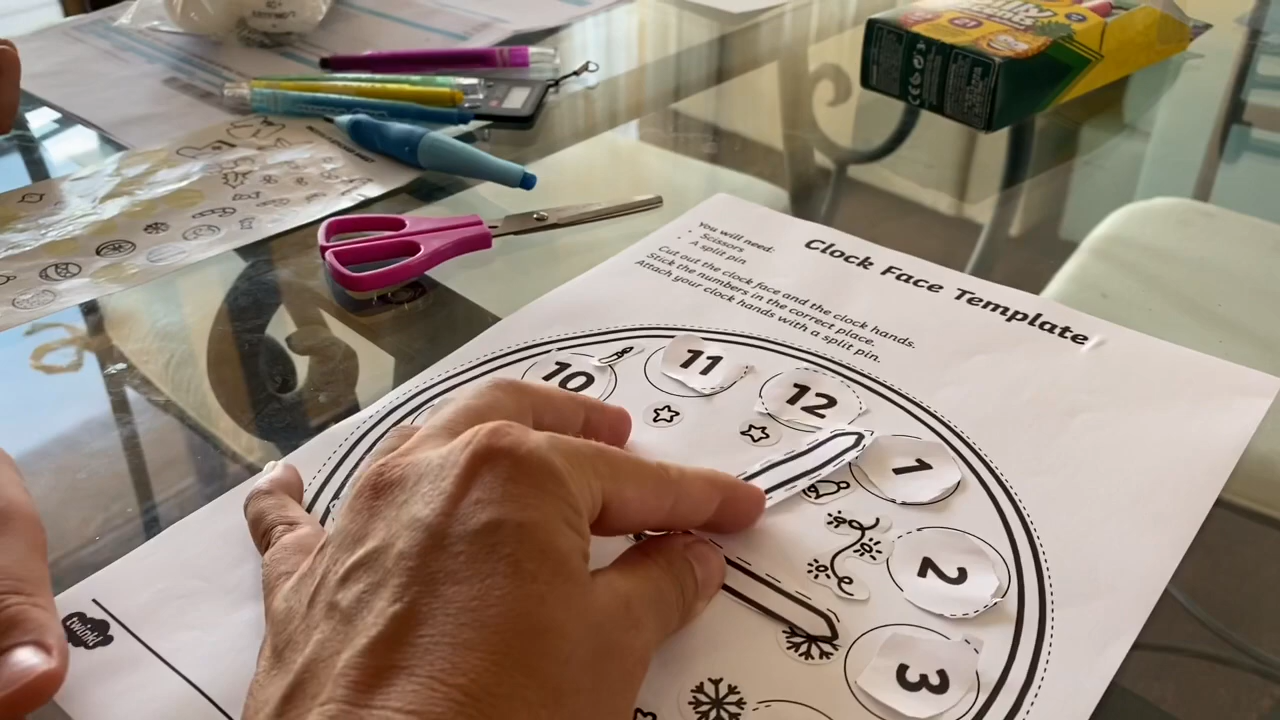 Clock Face Template
You will need:
• Scissors
• A split pin
Cut out the clock face and the clock hands.
Stick the numbers in the correct place.
Attach your clock hands with a split pin.
10
11
12
1
2
3
twinkl